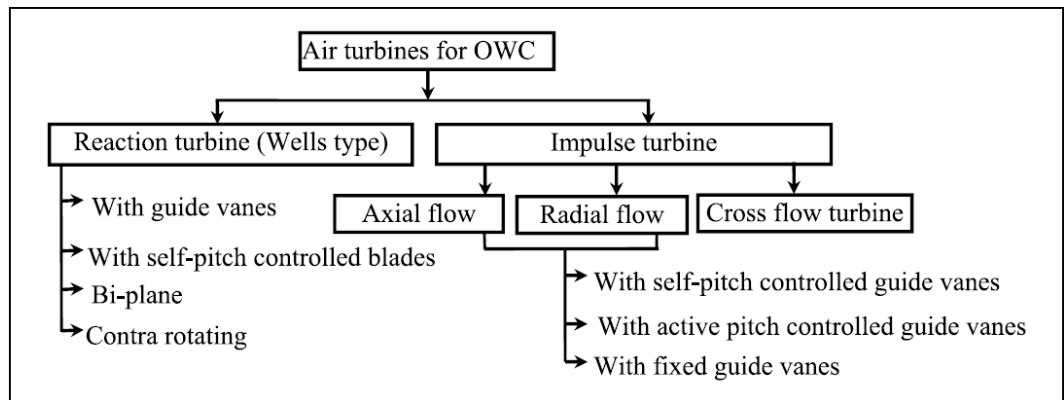 Air turbines for OWC
Reaction turbine (Wells type)
Impulse turbine
With guide vanes
With self-pitch controlled blades
Bi-plane
Contra rotating
Axial flow
Radial flow
Cross flow turbine
With self-pitch controlled guide vanes
With active pitch controlled guide vanes
With fixed guide vanes